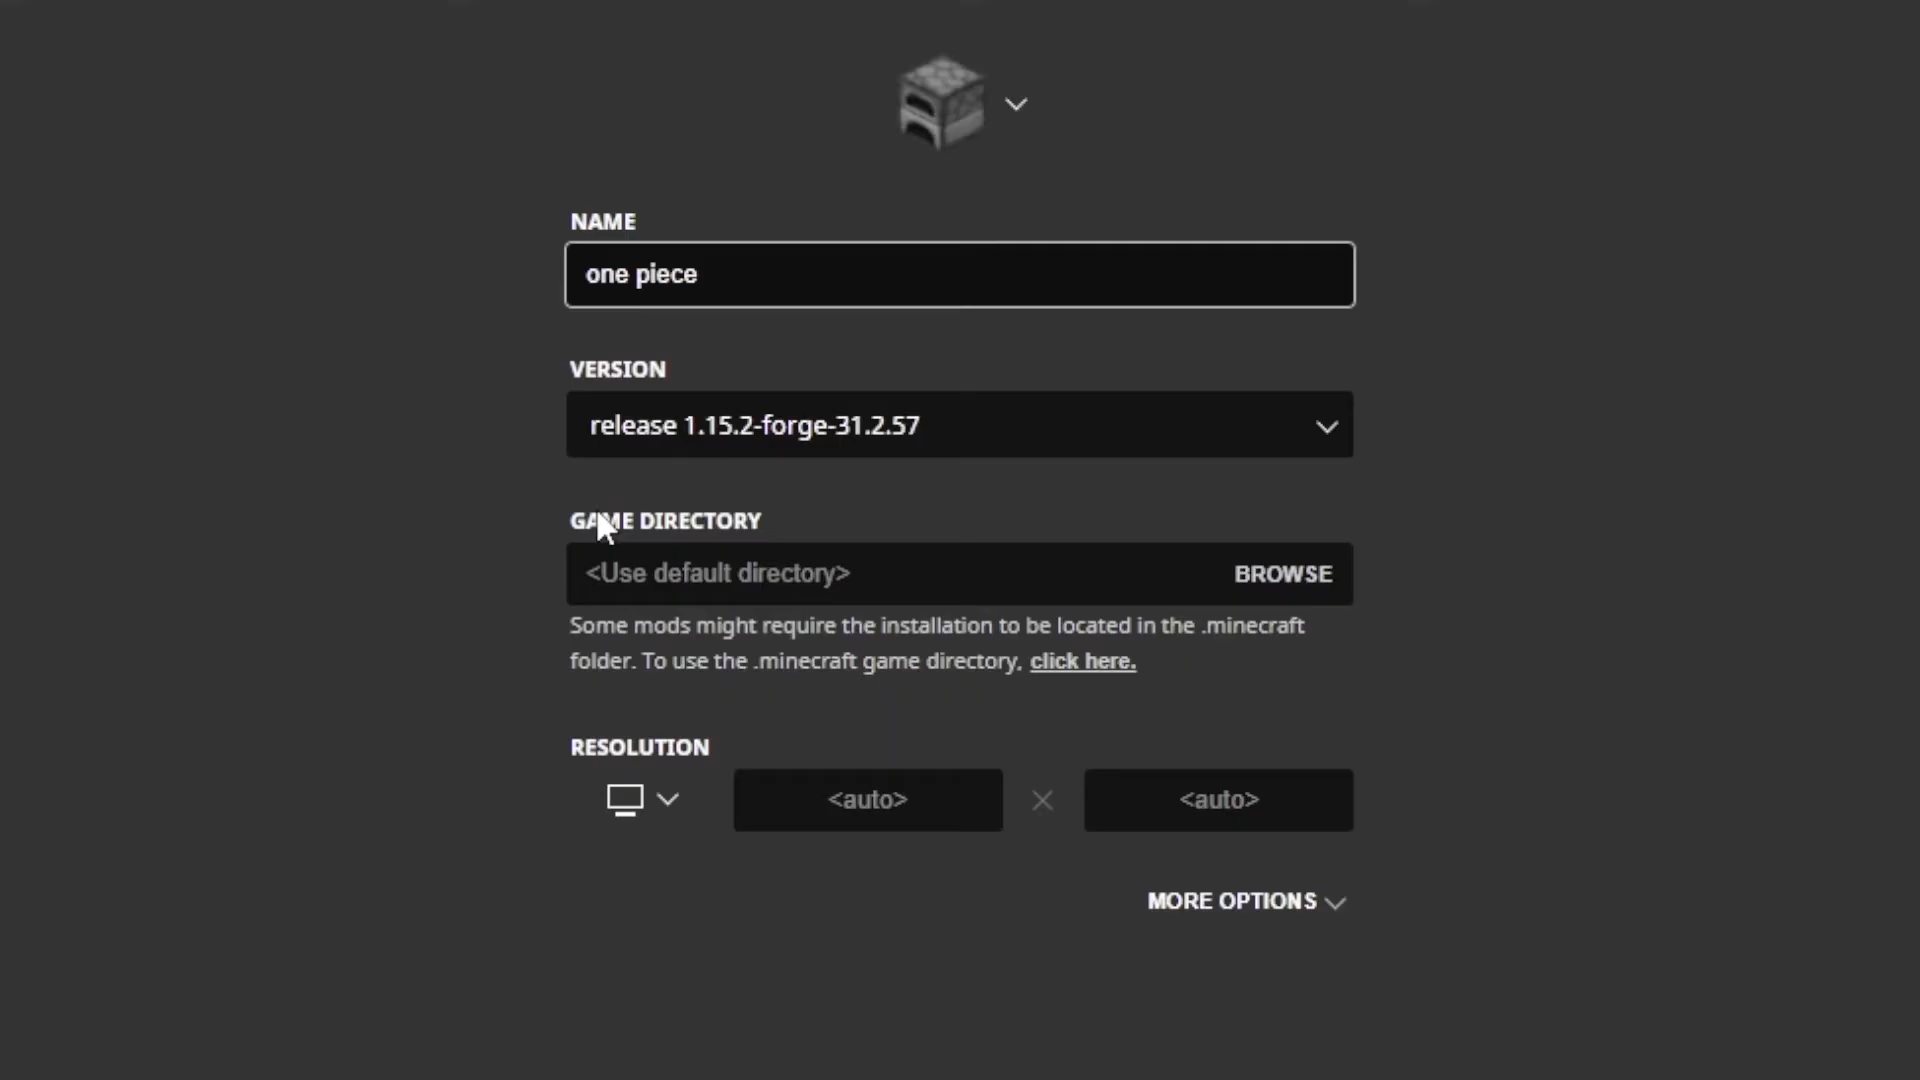 NAME
one piece
VERSION
release 1.15.2-forge-31.2.57
GAME DIRECTORY
<Use default directory> BROWSE
Some mods might require the installation to be located in the .minecraft
folder. To use the .minecraft game directory, click here.
RESOLUTION
<auto> <auto>
MORE OPTIONS